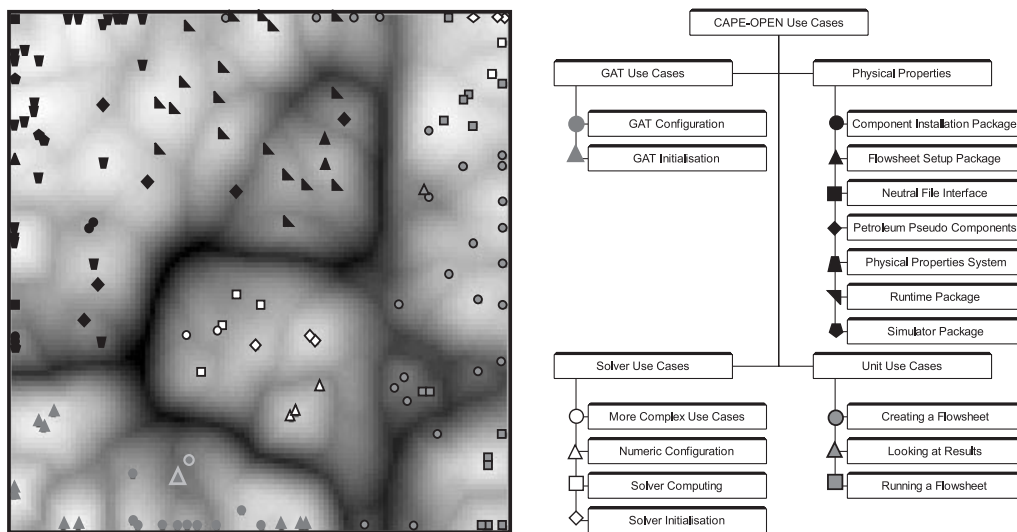 CAPE-OPEN Use Cases
GAT Use Cases
GAT Configuration
GAT Initialisation
Physical Properties
Component Installation Package
Flowsheet Setup Package
Neutral File Interface
Petroleum Pseudo Components
Physical Properties System
Runtime Package
Simulator Package
Solver Use Cases
More Complex Use Cases
Numeric Configuration
Solver Computing
Solver Initialisation
Unit Use Cases
Creating a Flowsheet
Looking at Results
Running a Flowsheet